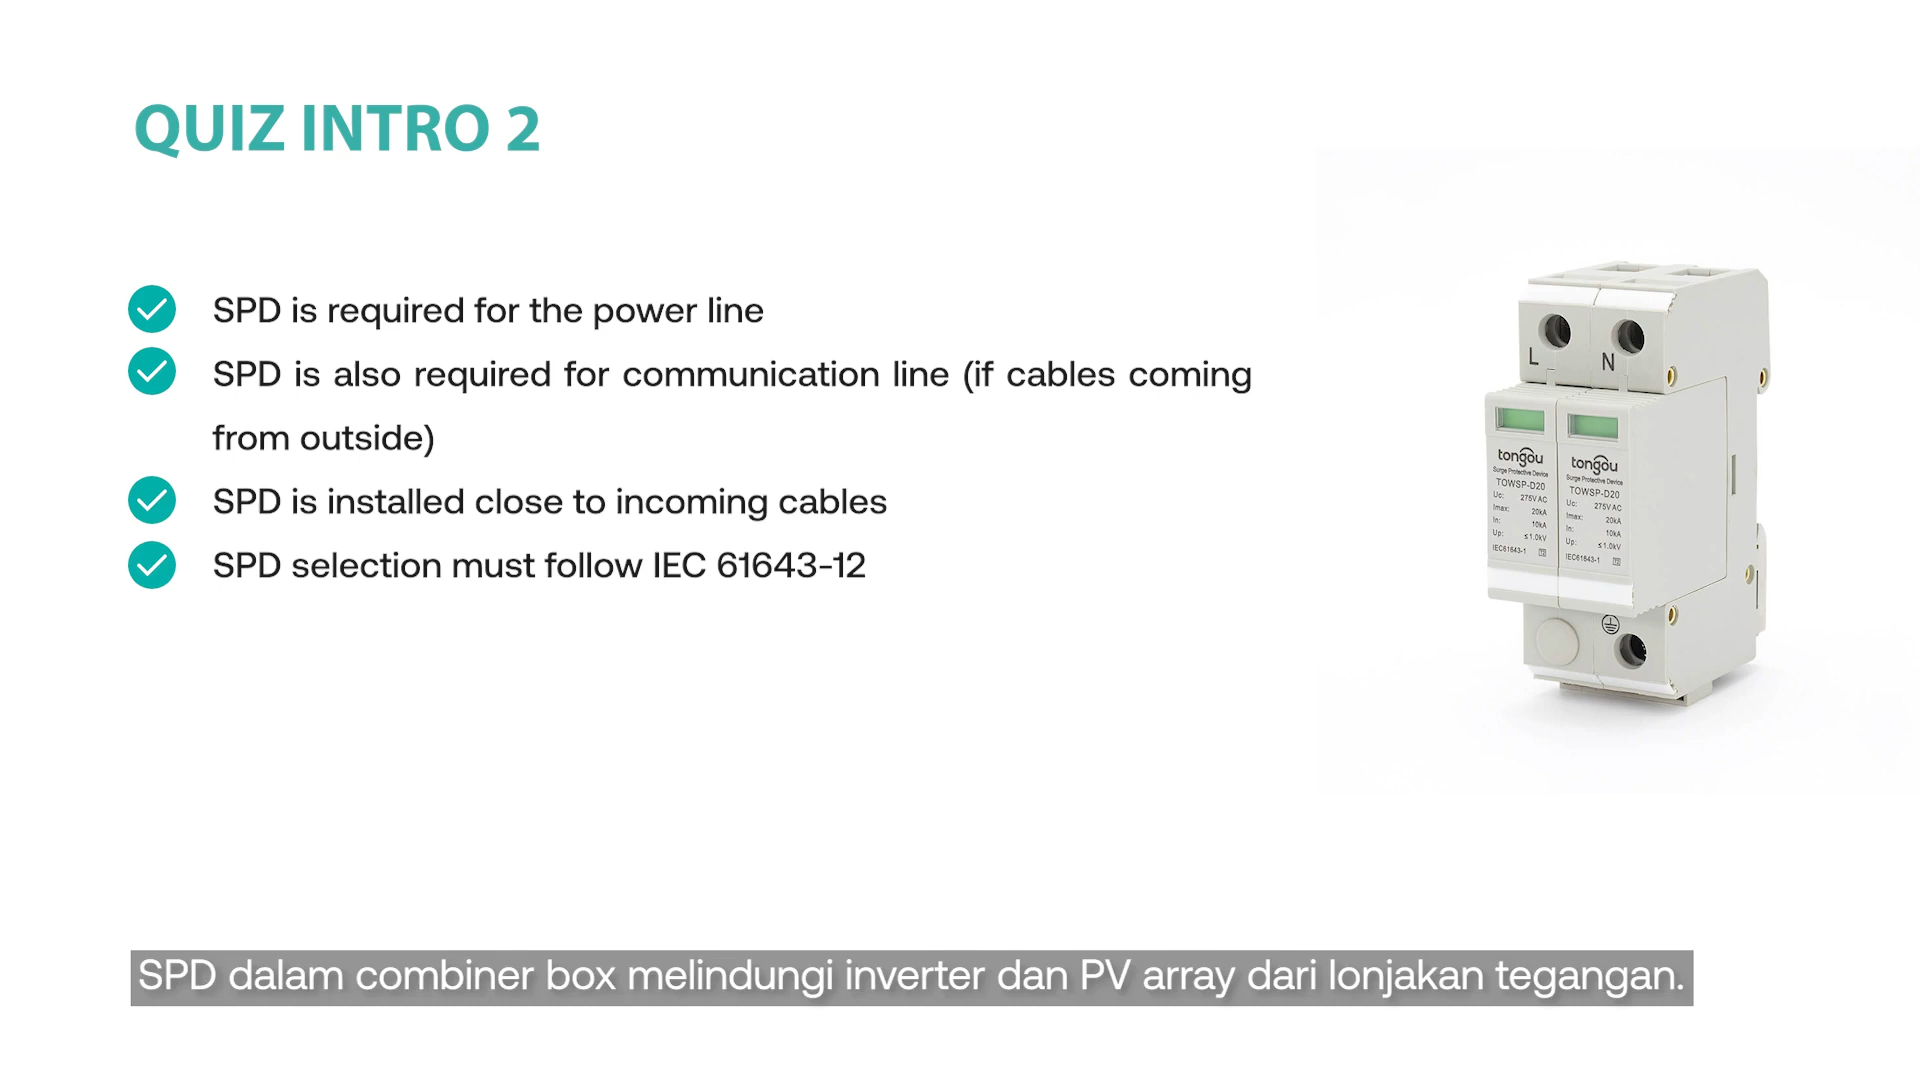 QUIZ INTRO 2
SPD is required for the power line
SPD is also required for communication line (if cables coming
from outside)
SPD is installed close to incoming cables
SPD selection must follow IEC 61643-12
L N
tongou
Surge Protective Device
TOWSP-D20
Uc: 275V AC
Imax: 20kA
In: 10kA
Up: ≤1.0kV
IEC61643-1 T2
tongou
Surge Protective Device
TOWSP-D20
Uc: 275V AC
Imax: 20kA
In: 10kA
Up: ≤1.0kV
IEC61643-1 T2
SPD dalam combiner box melindungi inverter dan PV array dari lonjakan tegangan.